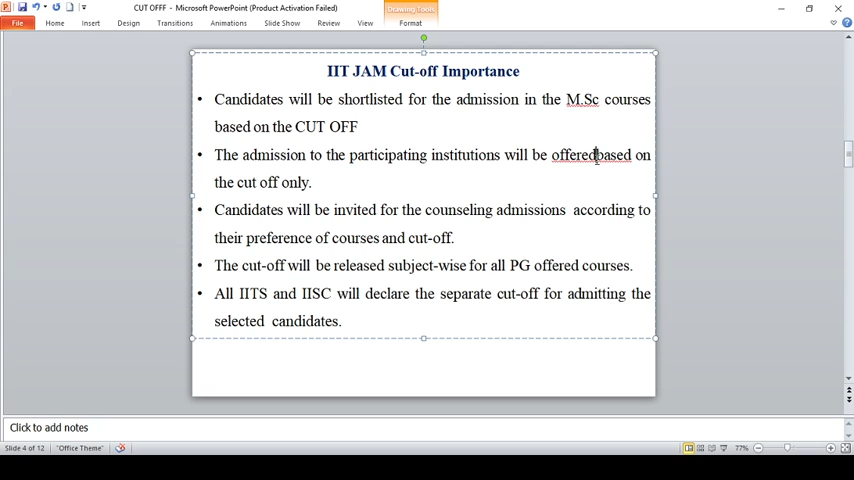 CUT OFFF - Microsoft PowerPoint (Product Activation Failed)
Drawing Tools
File Home Insert Design Transitions Animations Slide Show Review View Format
IIT JAM Cut-off Importance
• Candidates will be shortlisted for the admission in the M.Sc courses
based on the CUT OFF
• The admission to the participating institutions will be offeredbased on
the cut off only.
• Candidates will be invited for the counseling admissions according to
their preference of courses and cut-off.
• The cut-off will be released subject-wise for all PG offered courses.
• All IITS and IISC will declare the separate cut-off for admitting the
selected candidates.
Click to add notes
Slide 4 of 12 "Office Theme" 77%